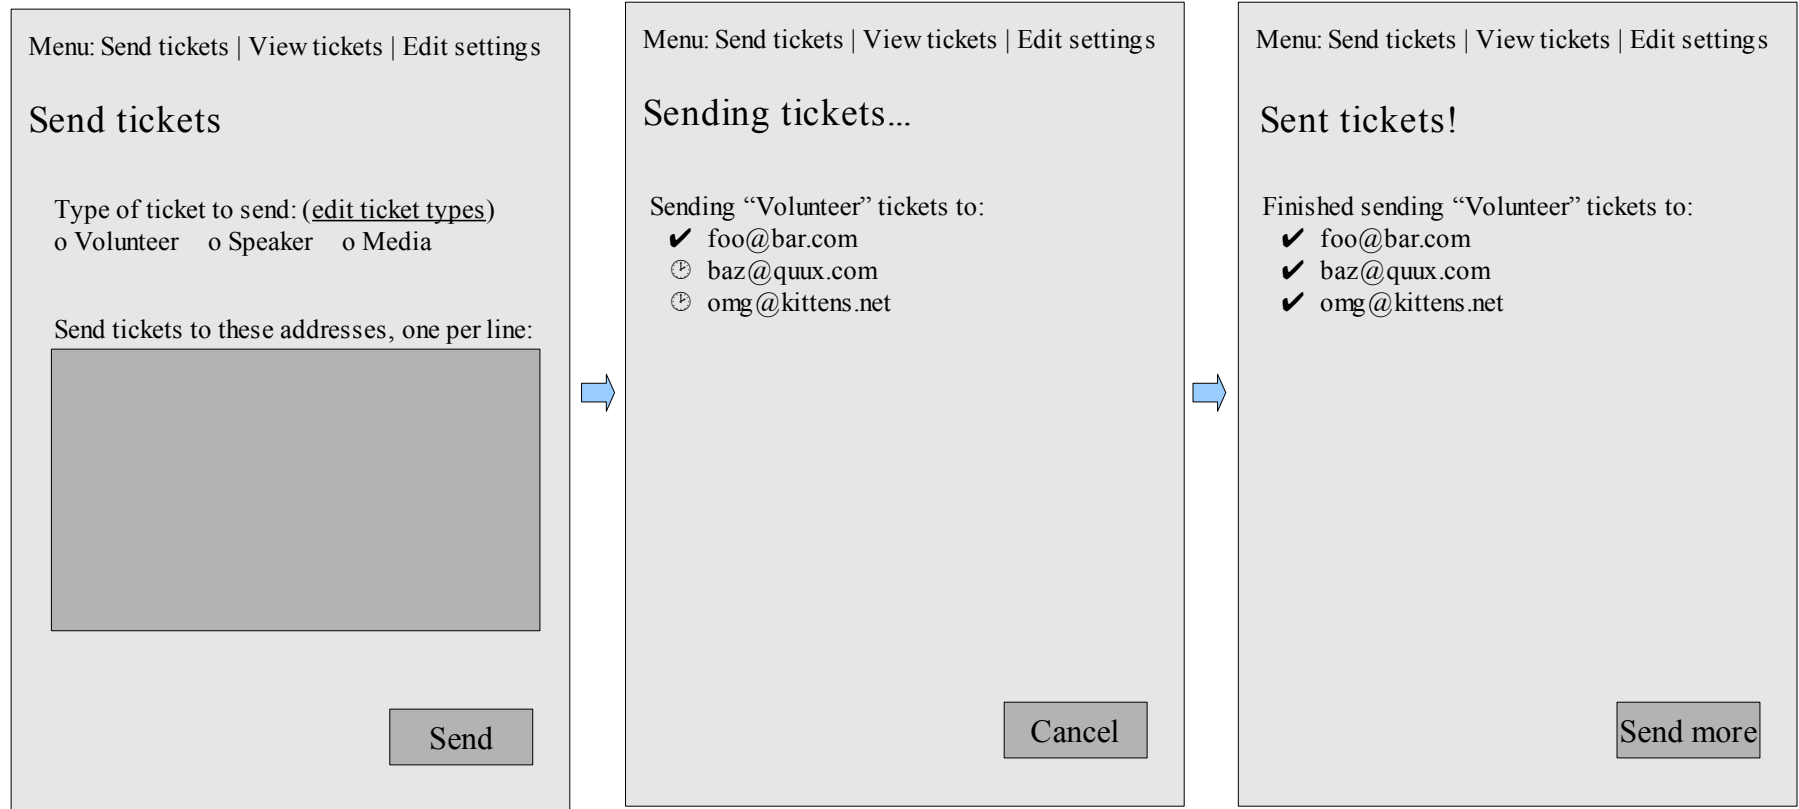 Menu: Send tickets | View tickets | Edit settings
Send tickets
Type of ticket to send: (edit ticket types)
o Volunteer o Speaker o Media
Send tickets to these addresses, one per line:
Send
Menu: Send tickets | View tickets | Edit settings
Sending tickets...
Sending “Volunteer” tickets to:
✔ foo@bar.com
🕑 baz@quux.com
🕑 omg@kittens.net
Cancel
Menu: Send tickets | View tickets | Edit settings
Sent tickets!
Finished sending “Volunteer” tickets to:
✔ foo@bar.com
✔ baz@quux.com
✔ omg@kittens.net
Send more